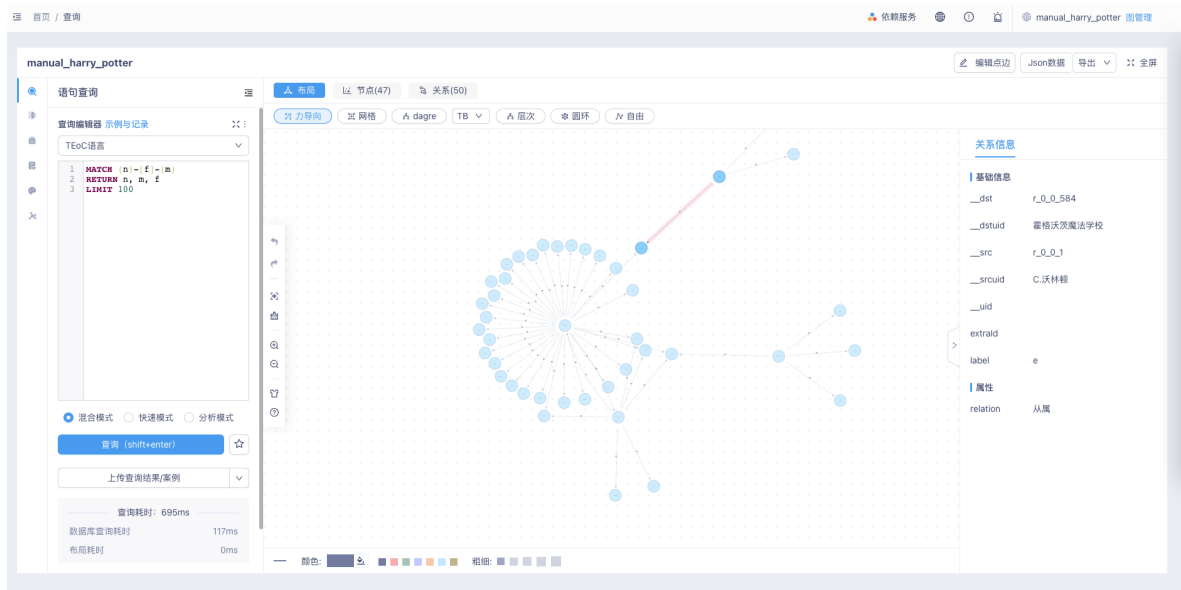 首页 / 查询
依赖服务
manual_harry_potter 图管理
manual_harry_potter
编辑点边
Json数据
导出
全屏
语句查询
布局
节点(47)
关系(50)
查询编辑器 示例与记录
力导向
网格
dagre
TB
层次
圆环
自由
TEoC语言
1 MATCH (n)-[f]-(m)
2 RETURN n, m, f
3 LIMIT 100
混合模式
快速模式
分析模式
查询 (shift+enter)
上传查询结果/案例
查询耗时: 695ms
数据库查询耗时 117ms
布局耗时 0ms
颜色:
粗细:
关系信息
基础信息
__dst r_0_0_584
__dstuid 霍格沃茨魔法学校
__src r_0_0_1
__srcuid C.沃林顿
__uid
extraId
label e
属性
relation 从属